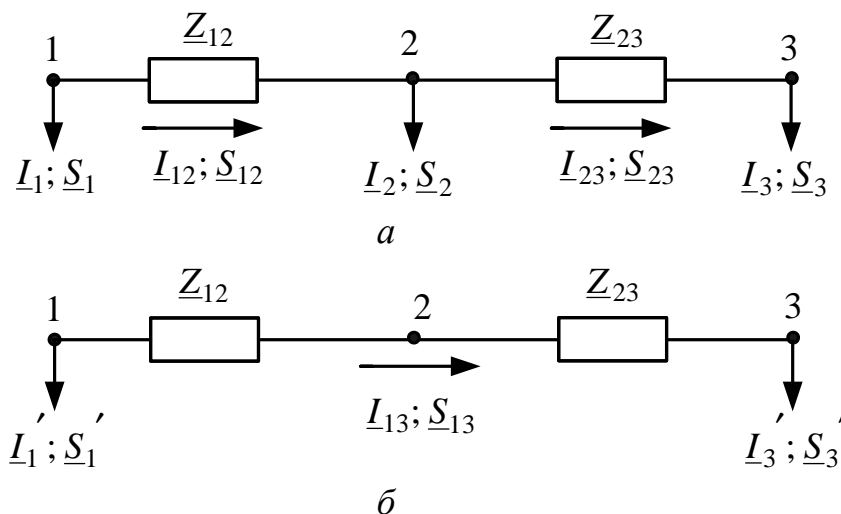 Z12 Z23
1 2 3
I1; S1 I12; S12 I2; S2 I23; S23 I3; S3
а
Z12 Z23
1 2 3
I13; S13
I1′; S1′ I3′; S3′
б